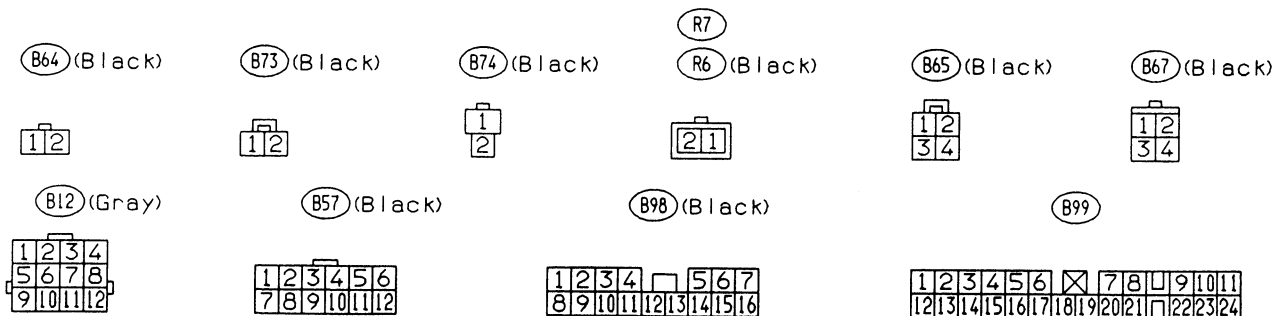 R7
B64 (Black) B73 (Black) B74 (Black) R6 (Black) B65 (Black) B67 (Black)
1 2
1 2
1
2
2 1
1 2
3 4
1 2
3 4
B12 (Gray) B57 (Black) B98 (Black) B99
1 2 3 4
5 6 7 8
9 10 11 12
1 2 3 4 5 6
7 8 9 10 11 12
1 2 3 4 5 6 7
8 9 10 11 12 13 14 15 16
1 2 3 4 5 6 7 8 9 10 11
12 13 14 15 16 17 18 19 20 21 22 23 24